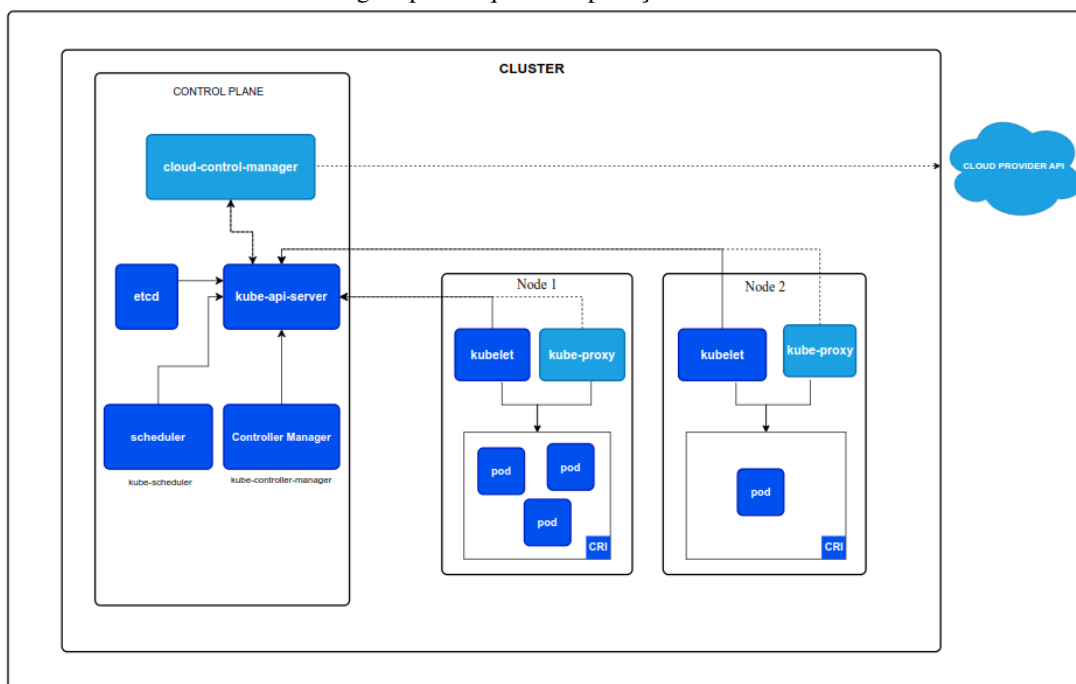 CLUSTER
CONTROL PLANE
cloud-control-manager
CLOUD PROVIDER API
etcd
kube-api-server
scheduler
Controller Manager
kube-scheduler
kube-controller-manager
Node 1
kubelet
kube-proxy
pod
pod
pod
CRI
Node 2
kubelet
kube-proxy
pod
CRI